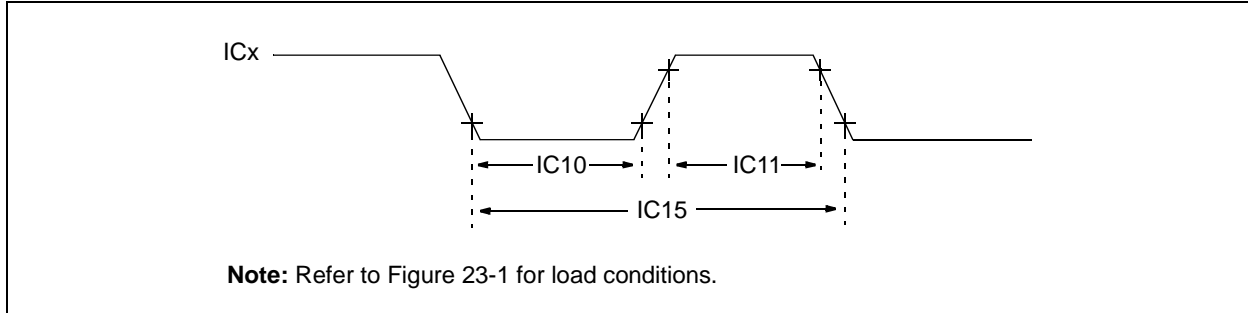 ICx
IC10
IC11
IC15
Note: Refer to Figure 23-1 for load conditions.